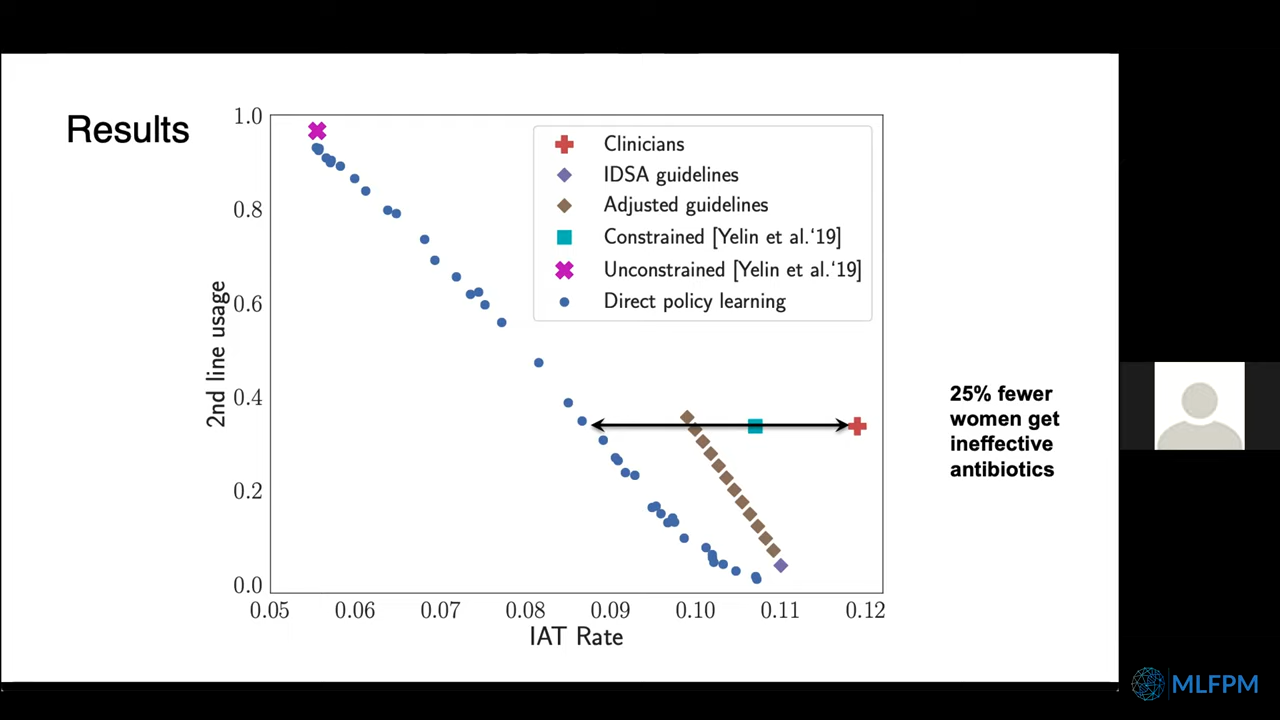 Results
1.0
0.8
0.6
0.4
0.2
0.0
2nd line usage
0.05
0.06
0.07
0.08
0.09
0.10
0.11
0.12
IAT Rate
Clinicians
IDSA guidelines
Adjusted guidelines
Constrained [Yelin et al.‘19]
Unconstrained [Yelin et al.‘19]
Direct policy learning
25% fewer
women get
ineffective
antibiotics
MLFPM